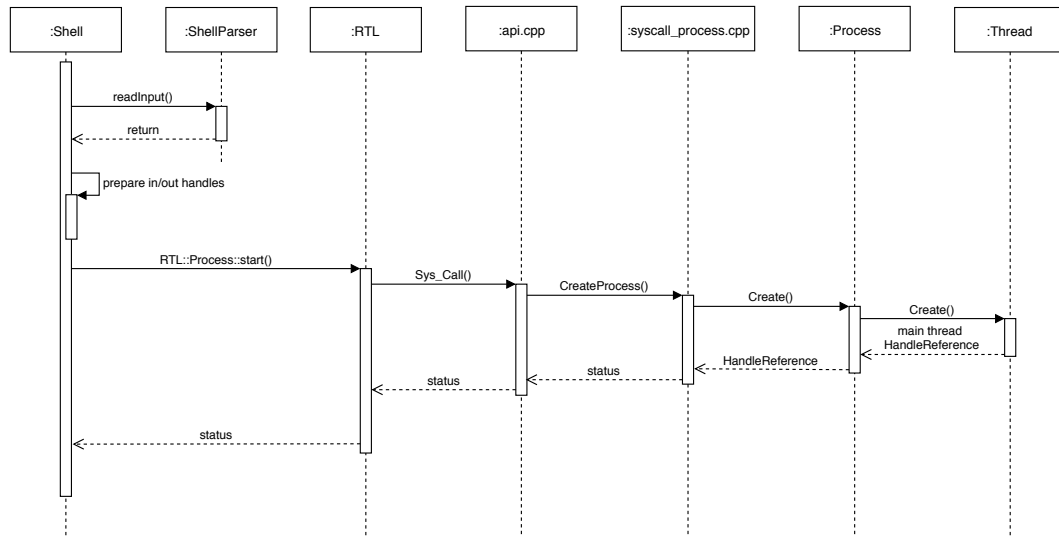 :Shell
:ShellParser
:RTL
:api.cpp
:syscall_process.cpp
:Process
:Thread
readInput()
return
prepare in/out handles
RTL::Process::start()
Sys_Call()
CreateProcess()
Create()
Create()
main thread
HandleReference
HandleReference
status
status
status